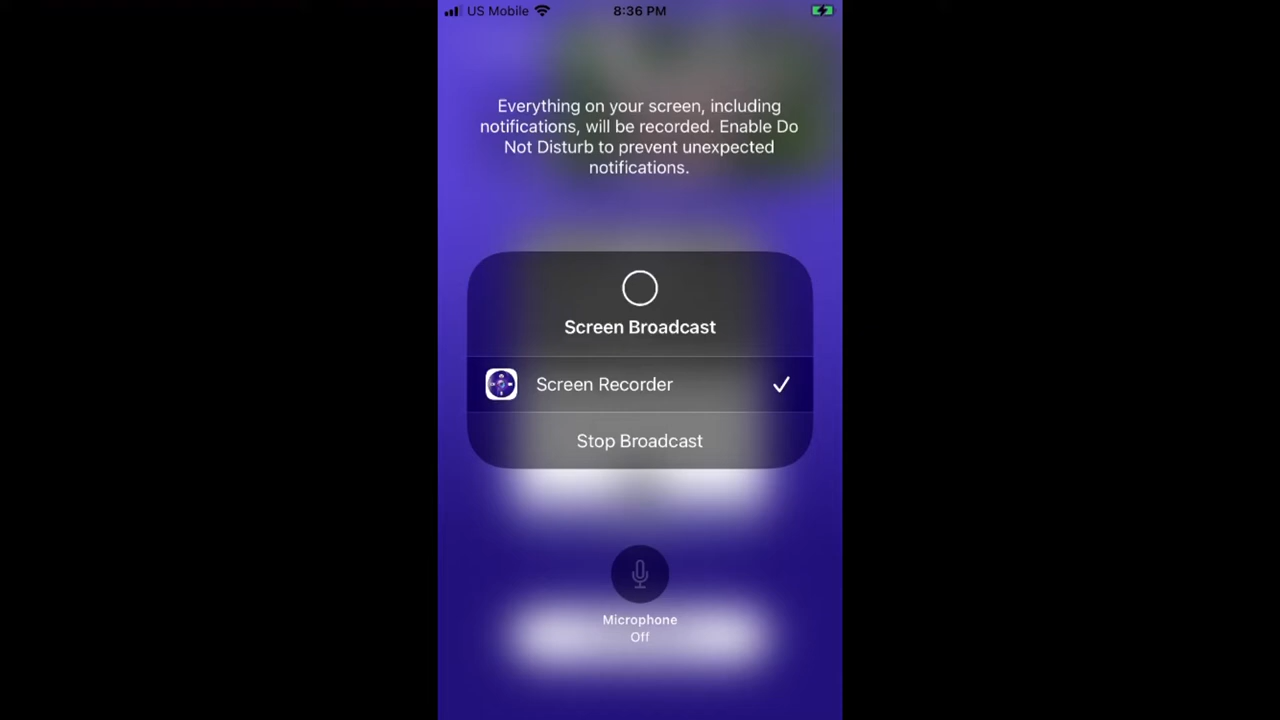 US Mobile 8:36 PM
Everything on your screen, including
notifications, will be recorded. Enable Do
Not Disturb to prevent unexpected
notifications.
Screen Broadcast
Screen Recorder
Stop Broadcast
Microphone
Off